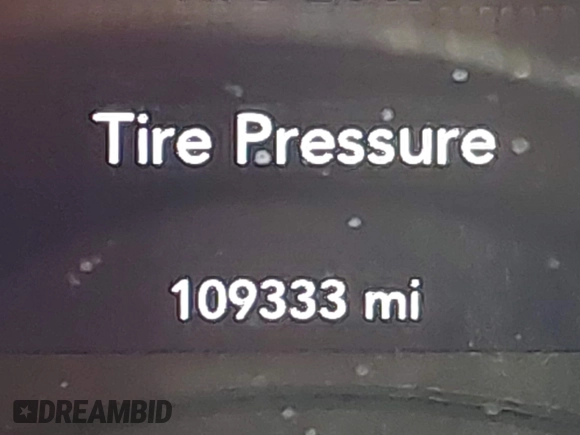 Tire Pressure
109333 mi
DREAMBID